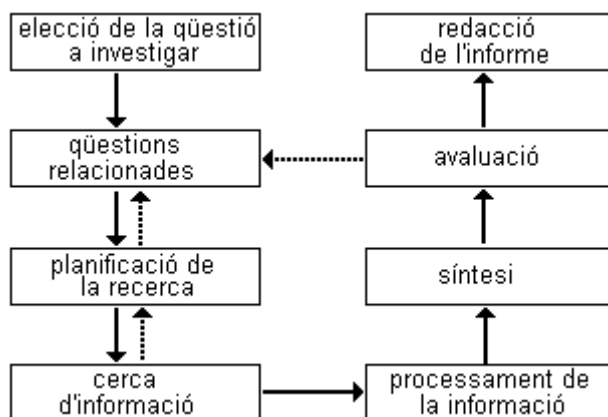 elecció de la qüestió
a investigar
qüestions
relacionades
planificació de
la recerca
cerca
d'informació
processament de
la informació
síntesi
avaluació
redacció
de l'informe